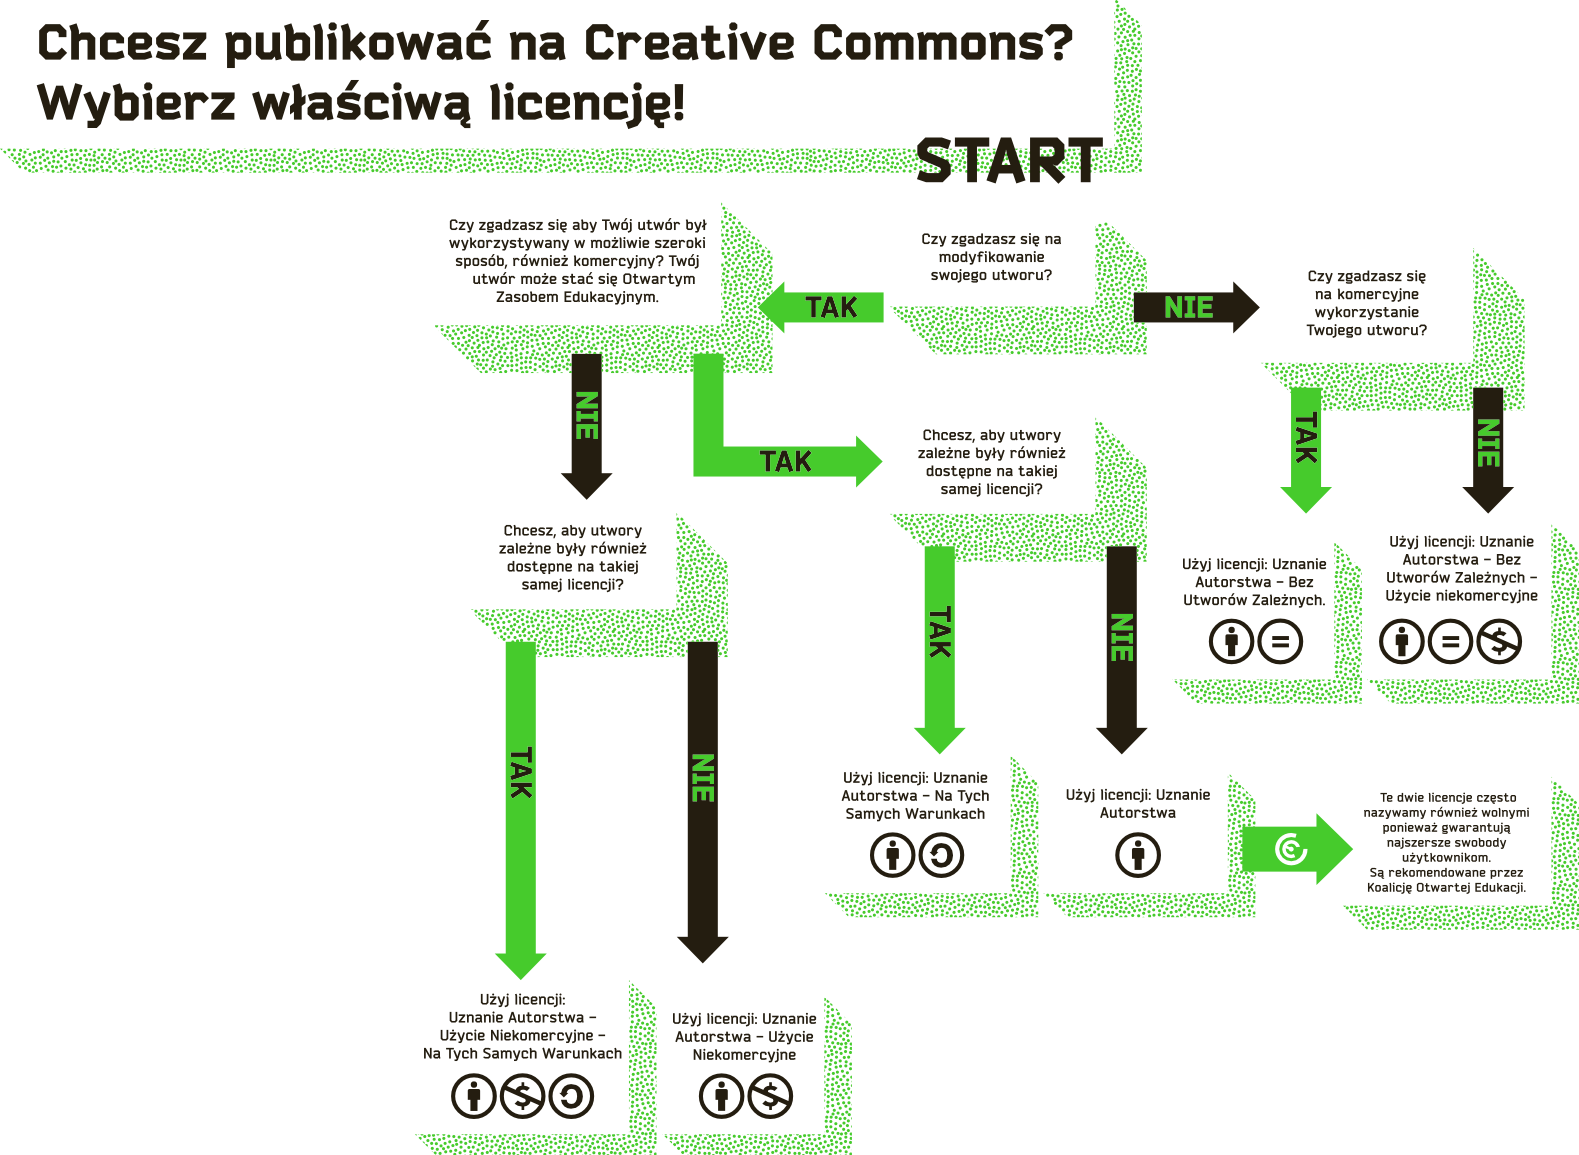 Chcesz publikować na Creative Commons?
Wybierz właściwą licencję!
START
Czy zgadzasz się na
modyfikowanie
swojego utworu?
TAK
NIE
Czy zgadzasz się aby Twój utwór był
wykorzystywany w możliwie szeroki
sposób, również komercyjny? Twój
utwór może stać się Otwartym
Zasobem Edukacyjnym.
NIE
TAK
Czy zgadzasz się
na komercyjne
wykorzystanie
Twojego utworu?
TAK
NIE
Chcesz, aby utwory
zależne były również
dostępne na takiej
samej licencji?
TAK
NIE
Chcesz, aby utwory
zależne były również
dostępne na takiej
samej licencji?
TAK
NIE
Użyj licencji: Uznanie
Autorstwa – Bez
Utworów Zależnych.
Użyj licencji: Uznanie
Autorstwa – Bez
Utworów Zależnych –
Użycie niekomercyjne
Użyj licencji: Uznanie
Autorstwa – Na Tych
Samych Warunkach
Użyj licencji: Uznanie
Autorstwa
Te dwie licencje często
nazywamy również wolnymi
ponieważ gwarantują
najszersze swobody
użytkownikom.
Są rekomendowane przez
Koalicję Otwartej Edukacji.
Użyj licencji:
Uznanie Autorstwa –
Użycie Niekomercyjne –
Na Tych Samych Warunkach
Użyj licencji: Uznanie
Autorstwa – Użycie
Niekomercyjne